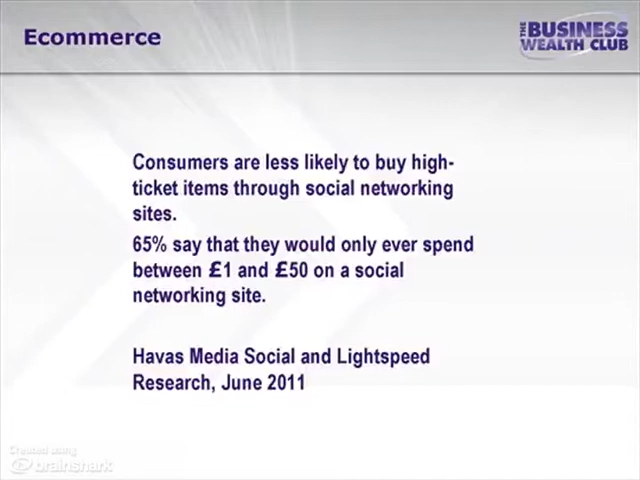 Ecommerce
THE BUSINESS
WEALTH CLUB
Consumers are less likely to buy high-
ticket items through social networking
sites.
65% say that they would only ever spend
between £1 and £50 on a social
networking site.
Havas Media Social and Lightspeed
Research, June 2011
Created using
brainshark